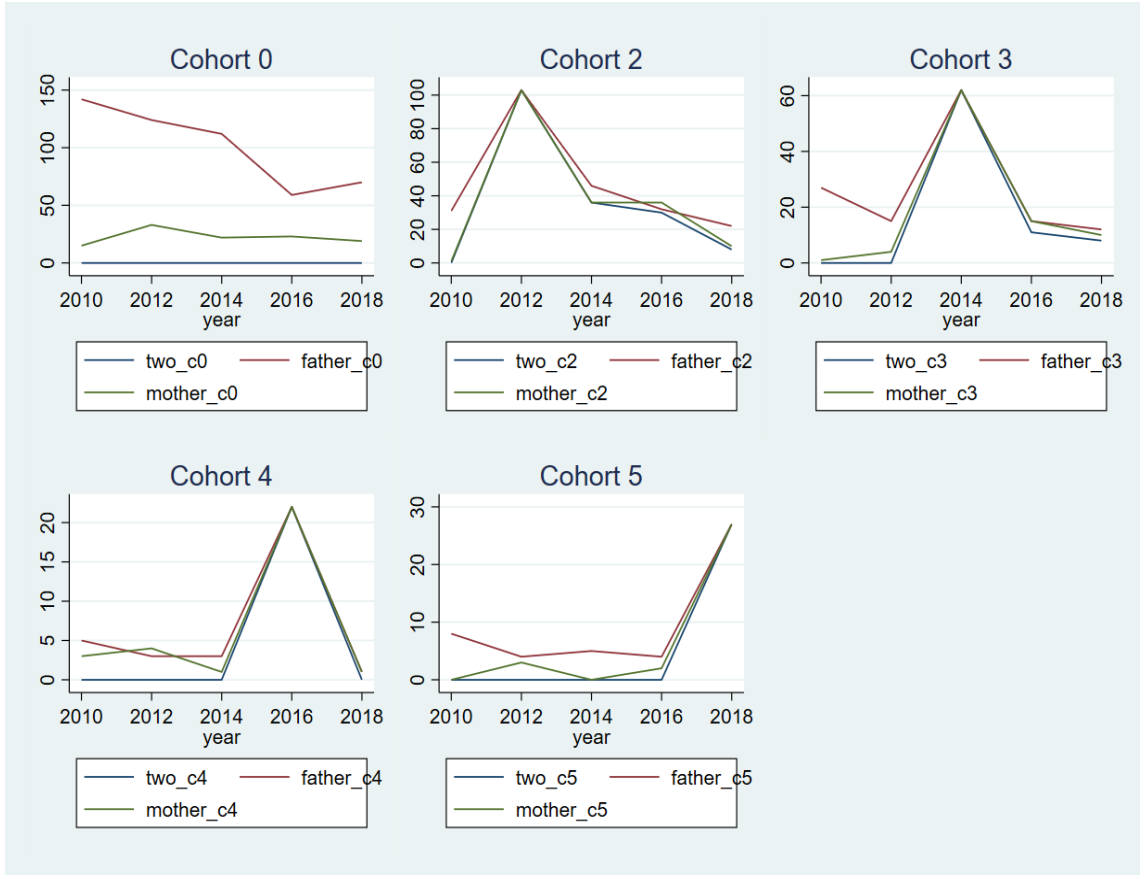 Cohort 0
150
100
50
0
2010 2012 2014 2016 2018
year
two_c0 father_c0
mother_c0
Cohort 2
100
80
60
40
20
0
2010 2012 2014 2016 2018
year
two_c2 father_c2
mother_c2
Cohort 3
60
40
20
0
2010 2012 2014 2016 2018
year
two_c3 father_c3
mother_c3
Cohort 4
20
15
10
5
0
2010 2012 2014 2016 2018
year
two_c4 father_c4
mother_c4
Cohort 5
30
20
10
0
2010 2012 2014 2016 2018
year
two_c5 father_c5
mother_c5